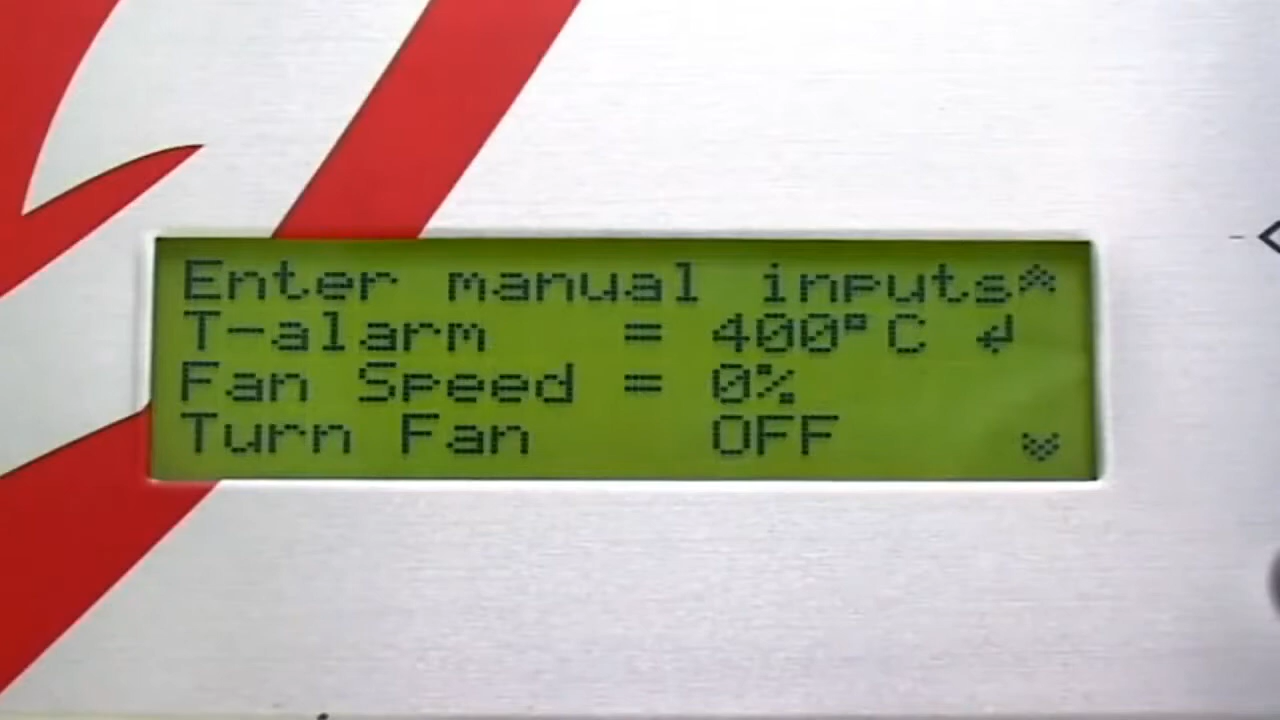 Enter manual inputs
T-alarm = 400°C ↵
Fan Speed = 0%
Turn Fan OFF